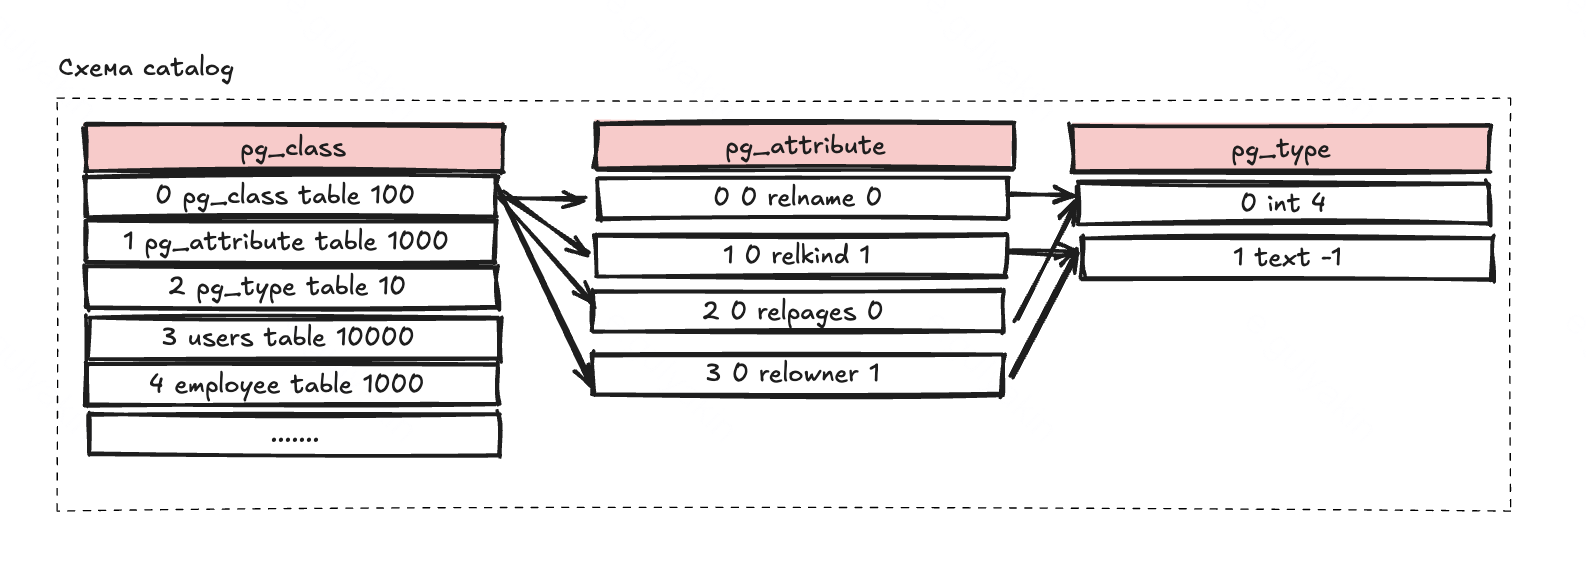 Схема catalog
pg_class
0 pg_class table 100
1 pg_attribute table 1000
2 pg_type table 10
3 users table 10000
4 employee table 1000
.......
pg_attribute
0 0 relname 0
1 0 relkind 1
2 0 relpages 0
3 0 relowner 1
pg_type
0 int 4
1 text -1